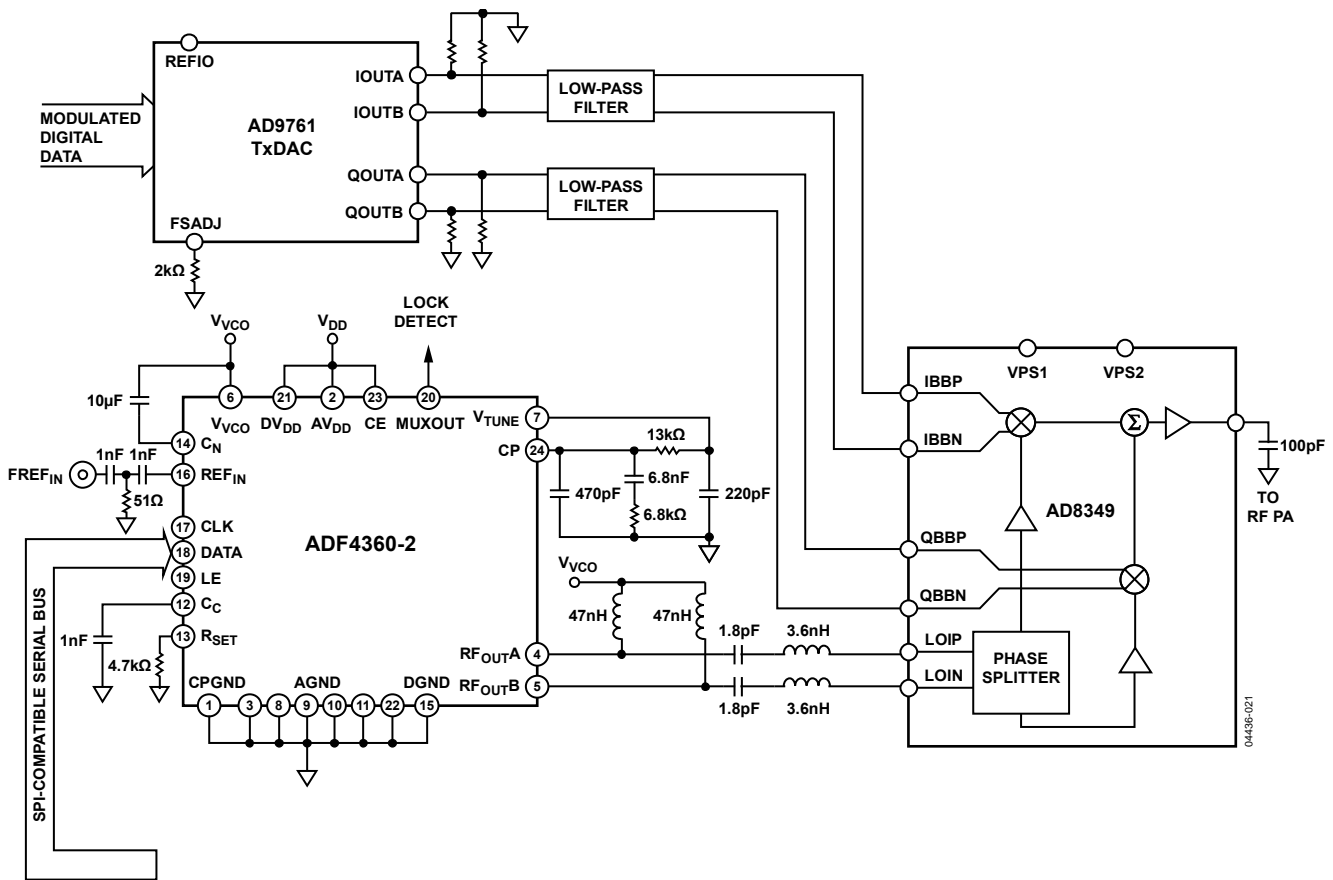 REFIO
IOUTA
IOUTB
QOUTA
QOUTB
FSADJ
AD9761
TxDAC
MODULATED
DIGITAL
DATA
LOW-PASS
FILTER
LOW-PASS
FILTER
2kΩ
LOCK
DETECT
VVCO
VDD
10µF
6
21
2
23
20
VVCO
DVDD
AVDD
CE
MUXOUT
VTUNE
7
CP
24
14
CN
1nF
1nF
FREFIN
16
REFIN
51Ω
17
CLK
18
DATA
19
LE
12
CC
13
RSET
1nF
4.7kΩ
ADF4360-2
13kΩ
6.8nF
470pF
220pF
6.8kΩ
VVCO
47nH
47nH
1.8pF
3.6nH
RFOUTA
4
RFOUTB
5
1.8pF
3.6nH
CPGND
AGND
DGND
1
3
8
9
10
11
22
15
SPI-COMPATIBLE SERIAL BUS
VPS1
VPS2
IBBP
IBBN
Σ
100pF
TO
RF PA
AD8349
QBBP
QBBN
LOIP
LOIN
PHASE
SPLITTER
04436-021